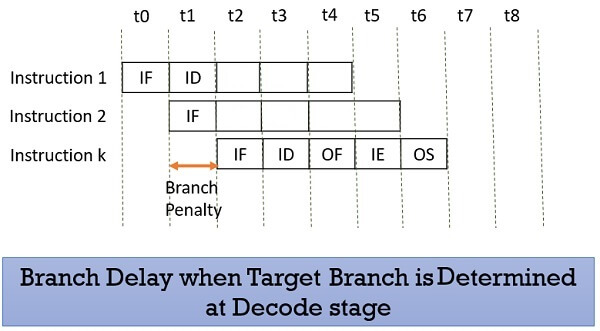 t0 t1 t2 t3 t4 t5 t6 t7 t8
Instruction 1 IF ID
Instruction 2 IF
Instruction k IF ID OF IE OS
Branch
Penalty
Branch Delay when Target Branch is Determined
at Decode stage